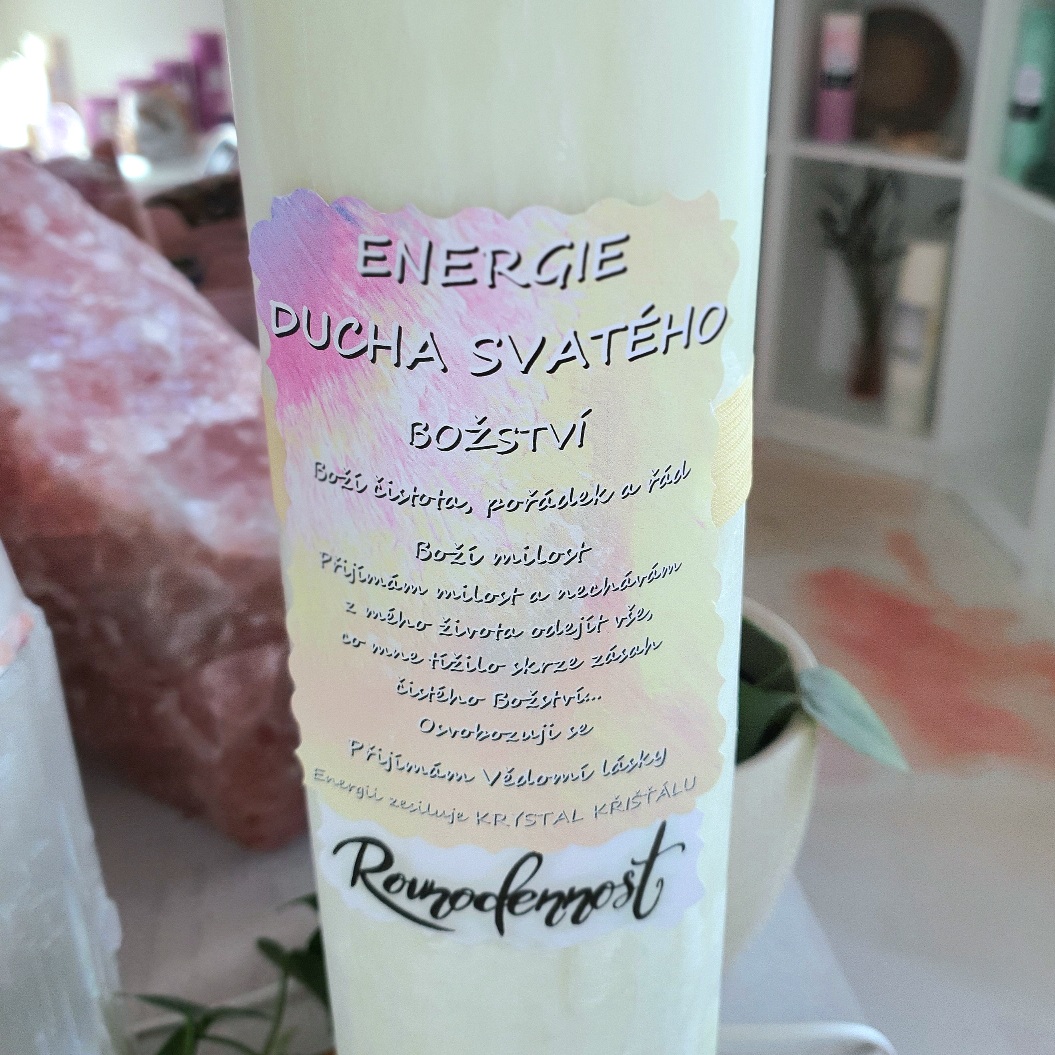 ENERGIE
DUCHA SVATÉHO
BOŽSTVÍ
Boží čistota, pořádek a řád
Boží milost
Přijímám milost a nechávám
z mého života odejít vše,
co mne tížilo skrze zásah
čistého Božství...
Osvobozuji se
Přijímám Vědomí lásky
Energii zesiluje KRYSTAL KŘIŠŤÁLU
Rovnodennost